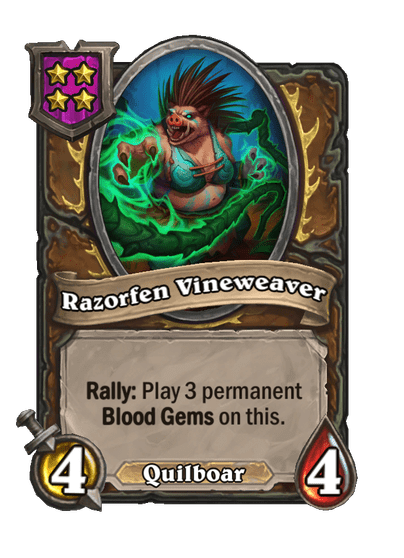 Razorfen Vineweaver
Rally: Play 3 permanent
Blood Gems on this.
4
Quilboar
4